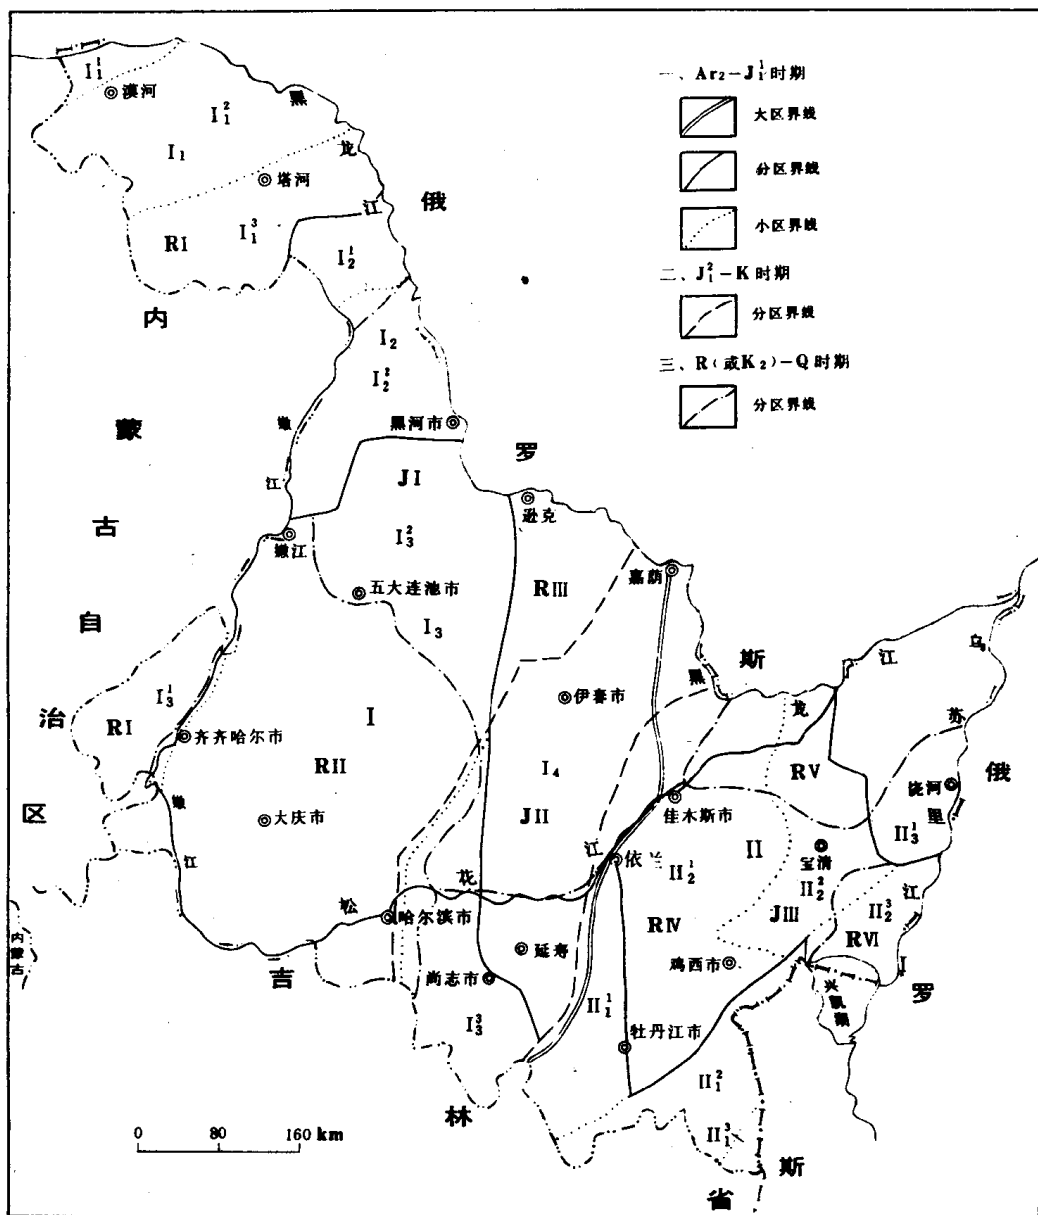 一、Ar₂－J₁¹时期
大区界线
分区界线
小区界线
二、J₁²－K 时期
分区界线
三、R（或K₂）－Q 时期
分区界线
I₁¹
漠河
I₁²
I₁
黑
龙
江
塔河
I₁³
RI
I₂¹
俄
罗
斯
内
蒙
古
自
治
区
I₂
I₂²
黑河市
嫩
江
JI
逊克
嫩江
I₃²
五大连池市
RIII
嘉荫
I₃
伊春市
黑
龙
江
乌
苏
里
江
俄
罗
斯
I₃¹
RI
齐齐哈尔市
I
RII
I₄
RV
饶河
大庆市
JII
佳木斯市
II₃¹
嫩
江
江
依兰
II₂¹
II
宝清
II₂²
花
松
哈尔滨市
JIII
II₂³
RIV
RVI
内蒙古
吉
林
省
延寿
鸡西市
尚志市
兴凯湖
II₁¹
I₃³
牡丹江市
II₁²
II₁³
0 80 160 km